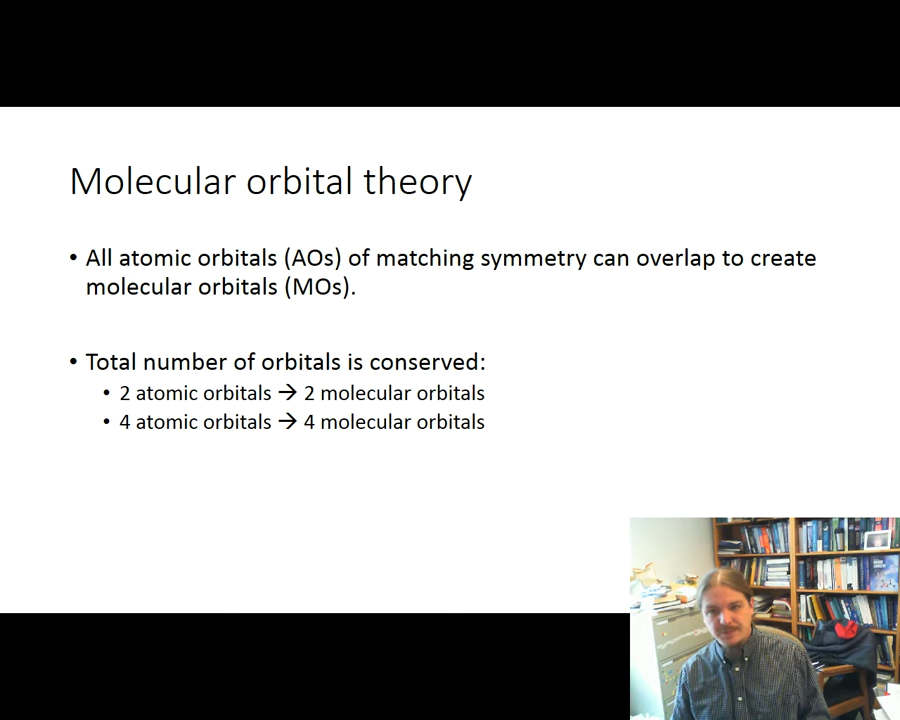 Molecular orbital theory
• All atomic orbitals (AOs) of matching symmetry can overlap to create
molecular orbitals (MOs).
• Total number of orbitals is conserved:
• 2 atomic orbitals → 2 molecular orbitals
• 4 atomic orbitals → 4 molecular orbitals